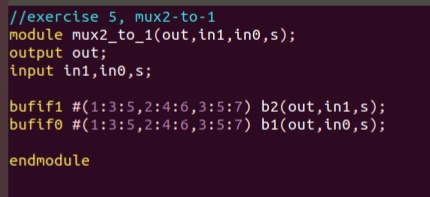 //exercise 5, mux2-to-1
module mux2_to_1(out,in1,in0,s);
output out;
input in1,in0,s;
bufif1 #(1:3:5,2:4:6,3:5:7) b2(out,in1,s);
bufif0 #(1:3:5,2:4:6,3:5:7) b1(out,in0,s);
endmodule